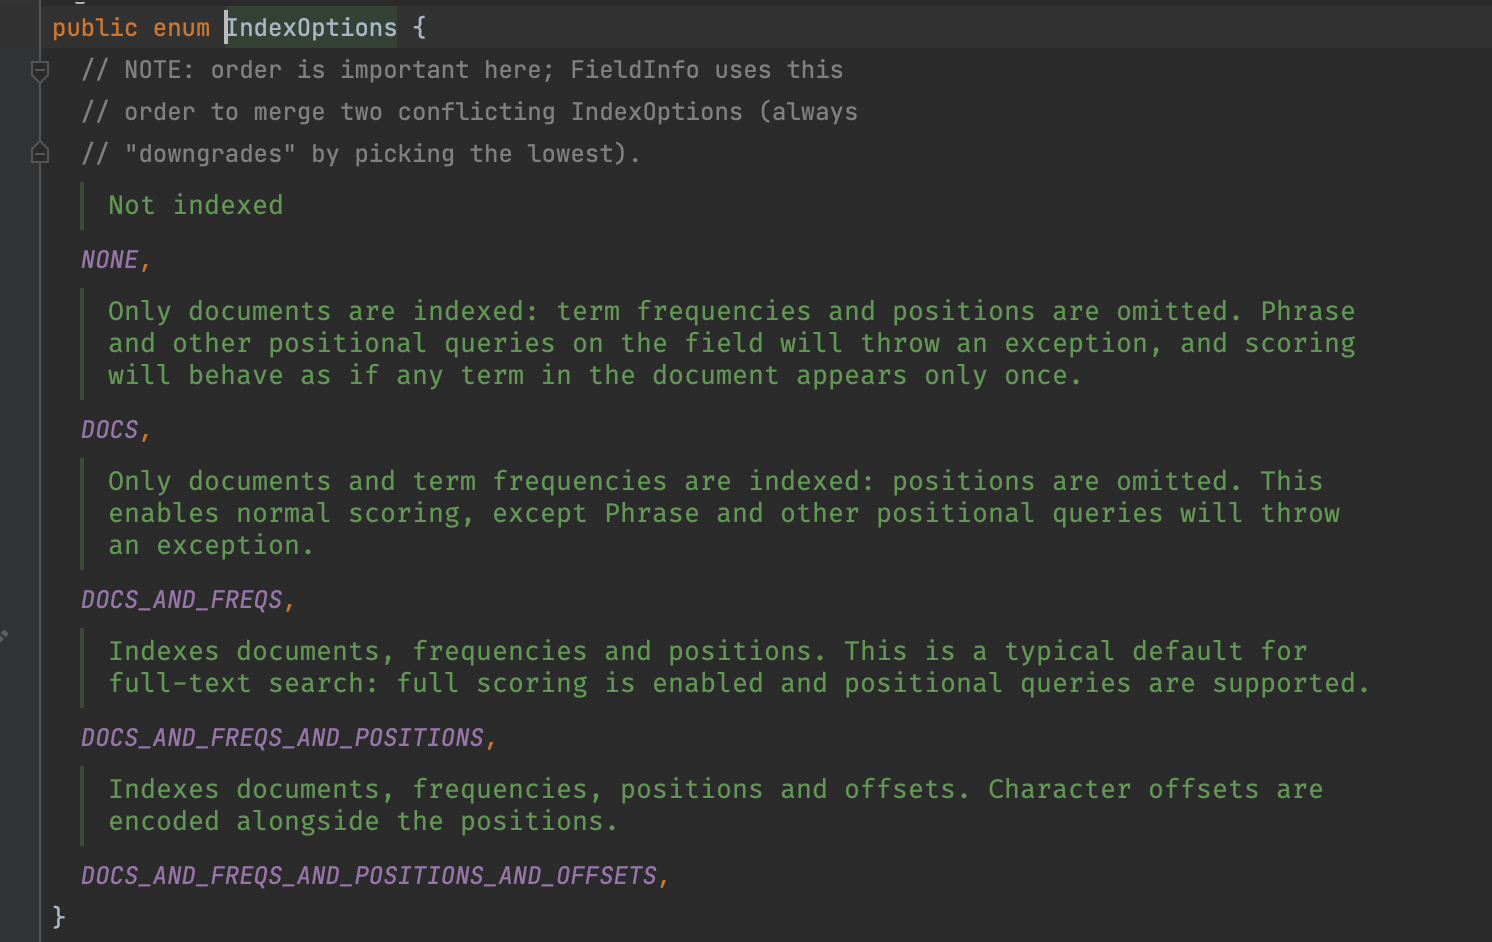 public enum IndexOptions {
// NOTE: order is important here; FieldInfo uses this
// order to merge two conflicting IndexOptions (always
// "downgrades" by picking the lowest).
Not indexed
NONE,
Only documents are indexed: term frequencies and positions are omitted. Phrase
and other positional queries on the field will throw an exception, and scoring
will behave as if any term in the document appears only once.
DOCS,
Only documents and term frequencies are indexed: positions are omitted. This
enables normal scoring, except Phrase and other positional queries will throw
an exception.
DOCS_AND_FREQS,
Indexes documents, frequencies and positions. This is a typical default for
full-text search: full scoring is enabled and positional queries are supported.
DOCS_AND_FREQS_AND_POSITIONS,
Indexes documents, frequencies, positions and offsets. Character offsets are
encoded alongside the positions.
DOCS_AND_FREQS_AND_POSITIONS_AND_OFFSETS,
}